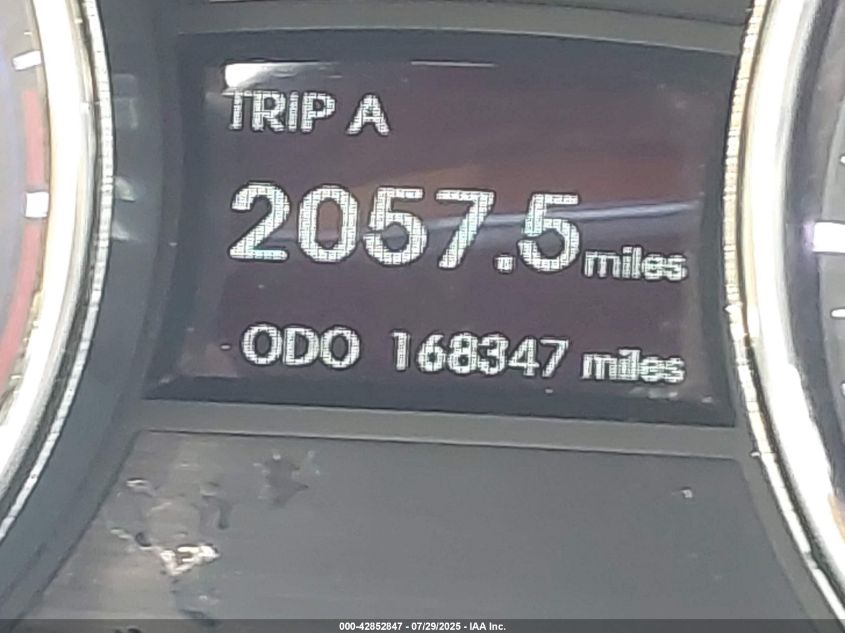 TRIP A
2057.5 miles
ODO 168347 miles
000-42852847 - 07/29/2025 - IAA Inc.